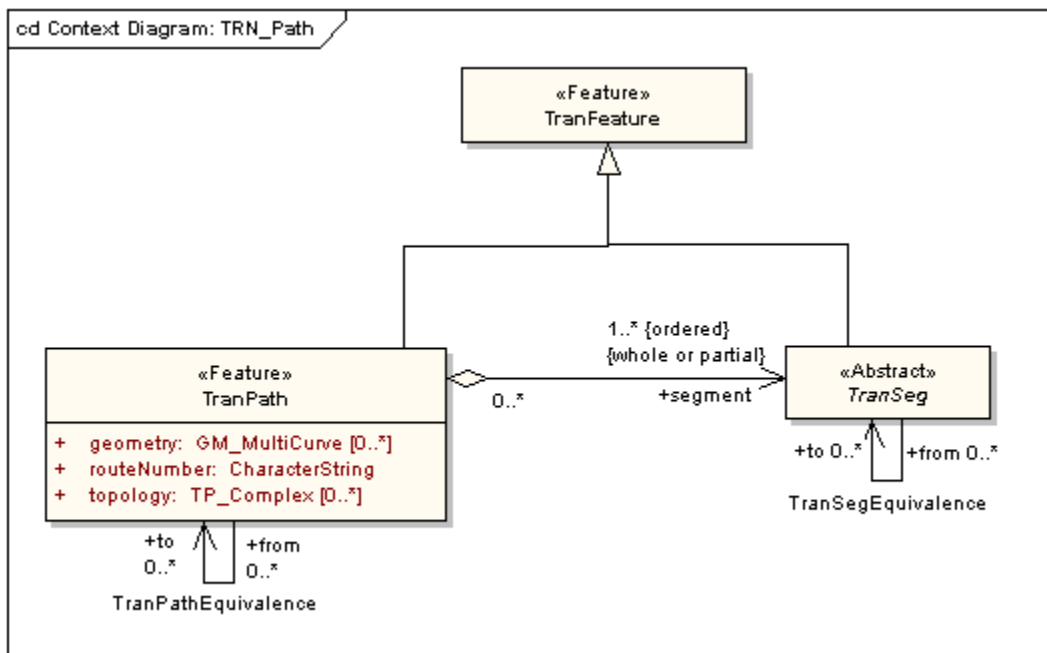 cd Context Diagram: TRN_Path
«Feature»
TranFeature
1..* {ordered}
{whole or partial}
0..*
+segment
«Feature»
TranPath
+ geometry: GM_MultiCurve [0..*]
+ routeNumber: CharacterString
+ topology: TP_Complex [0..*]
«Abstract»
TranSeg
+to 0..*
+from 0..*
TranSegEquivalence
+to
0..*
+from
0..*
TranPathEquivalence